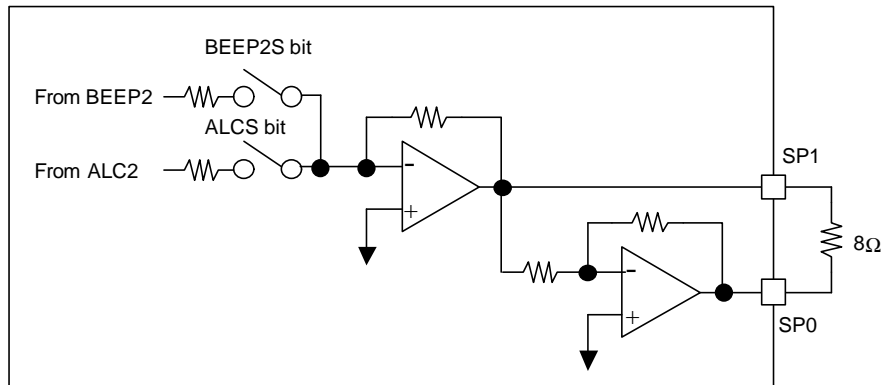 BEEP2S bit
From BEEP2
ALCS bit
From ALC2
-
+
SP1
8Ω
-
+
SP0